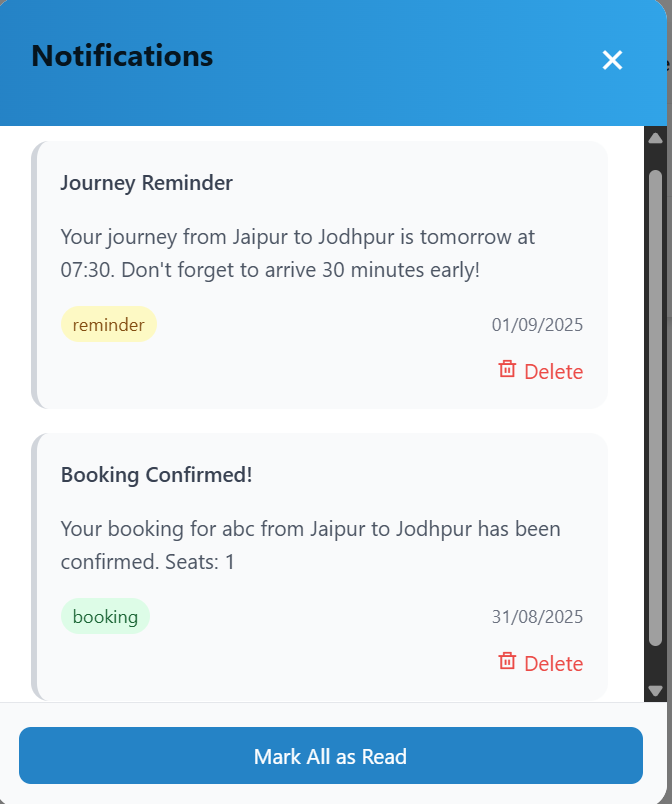 Notifications
Journey Reminder
Your journey from Jaipur to Jodhpur is tomorrow at
07:30. Don't forget to arrive 30 minutes early!
reminder
01/09/2025
Delete
Booking Confirmed!
Your booking for abc from Jaipur to Jodhpur has been
confirmed. Seats: 1
booking
31/08/2025
Delete
Mark All as Read